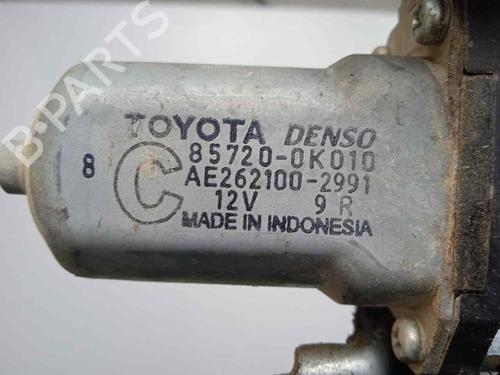 B-PARTS
TOYOTA DENSO
8 C 85720-0K010
AE262100-2991
12V 9 R
MADE IN INDONESIA